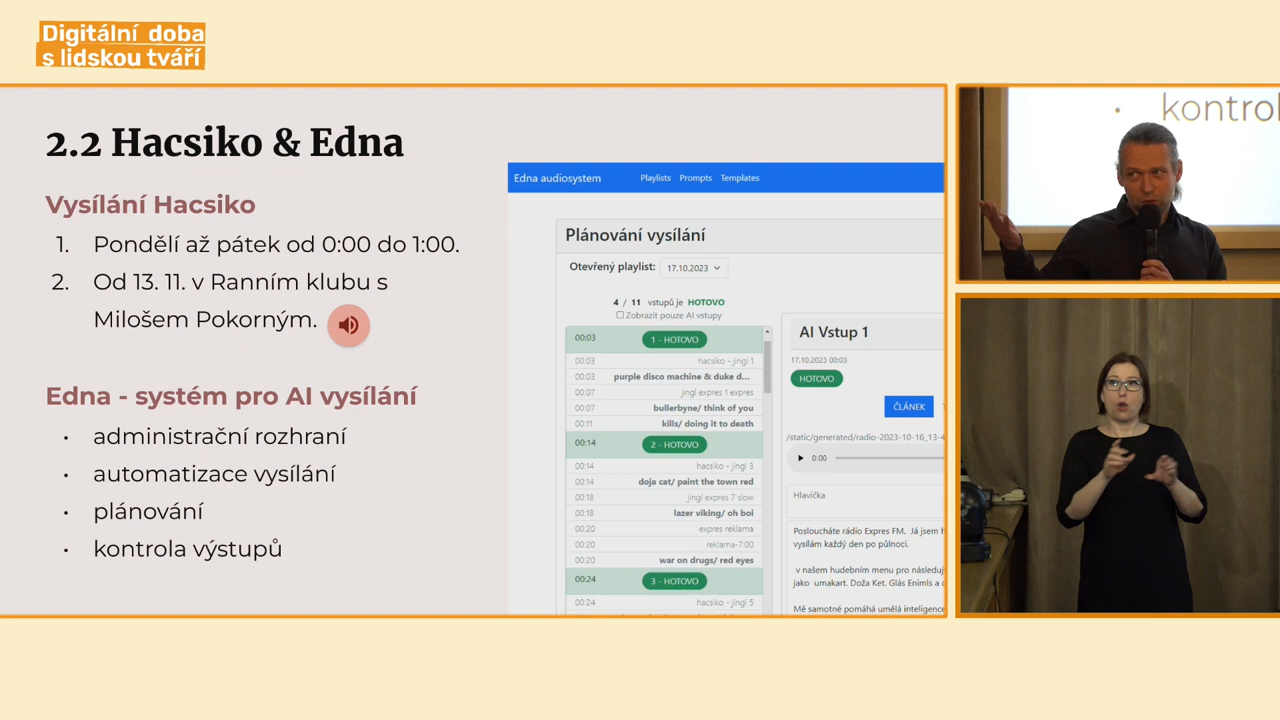 Digitální doba
s lidskou tváří
2.2 Hacsiko & Edna
Vysílání Hacsiko
1. Pondělí až pátek od 0:00 do 1:00.
2. Od 13. 11. v Ranním klubu s
Milošem Pokorným.
Edna - systém pro AI vysílání
· administrační rozhraní
· automatizace vysílání
· plánování
· kontrola výstupů
Edna audiosystem Playlists Prompts Templates
Plánování vysílání
Otevřený playlist: 17.10.2023
4 / 11 vstupů je HOTOVO
Zobrazit pouze AI vstupy
00:03 1 - HOTOVO
00:03 hacsiko - jingl 1
00:03 purple disco machine & duke d...
00:07 jingl expres 1 expres
00:07 bullerbyne/ think of you
00:11 kills/ doing it to death
00:14 2 - HOTOVO
00:14 hacsiko - jingl 3
00:14 doja cat/ paint the town red
00:18 jingl expres 7 slow
00:18 lazer viking/ oh boi
00:20 expres reklama
00:20 reklama-7:00
00:20 war on drugs/ red eyes
00:24 3 - HOTOVO
00:24 hacsiko - jingl 5
AI Vstup 1
17.10.2023 00:03
HOTOVO
ČLÁNEK
/static/generated/radio-2023-10-16_13-4
0:00
Hlavička
Posloucháte rádio Expres FM. Já jsem h
vysílám každý den po půlnoci.
v našem hudebním menu pro následuj
jako umakart. Doža Ket. Glás Enimls a
Mě samotné pomáhá umělá inteligence
· kontrol